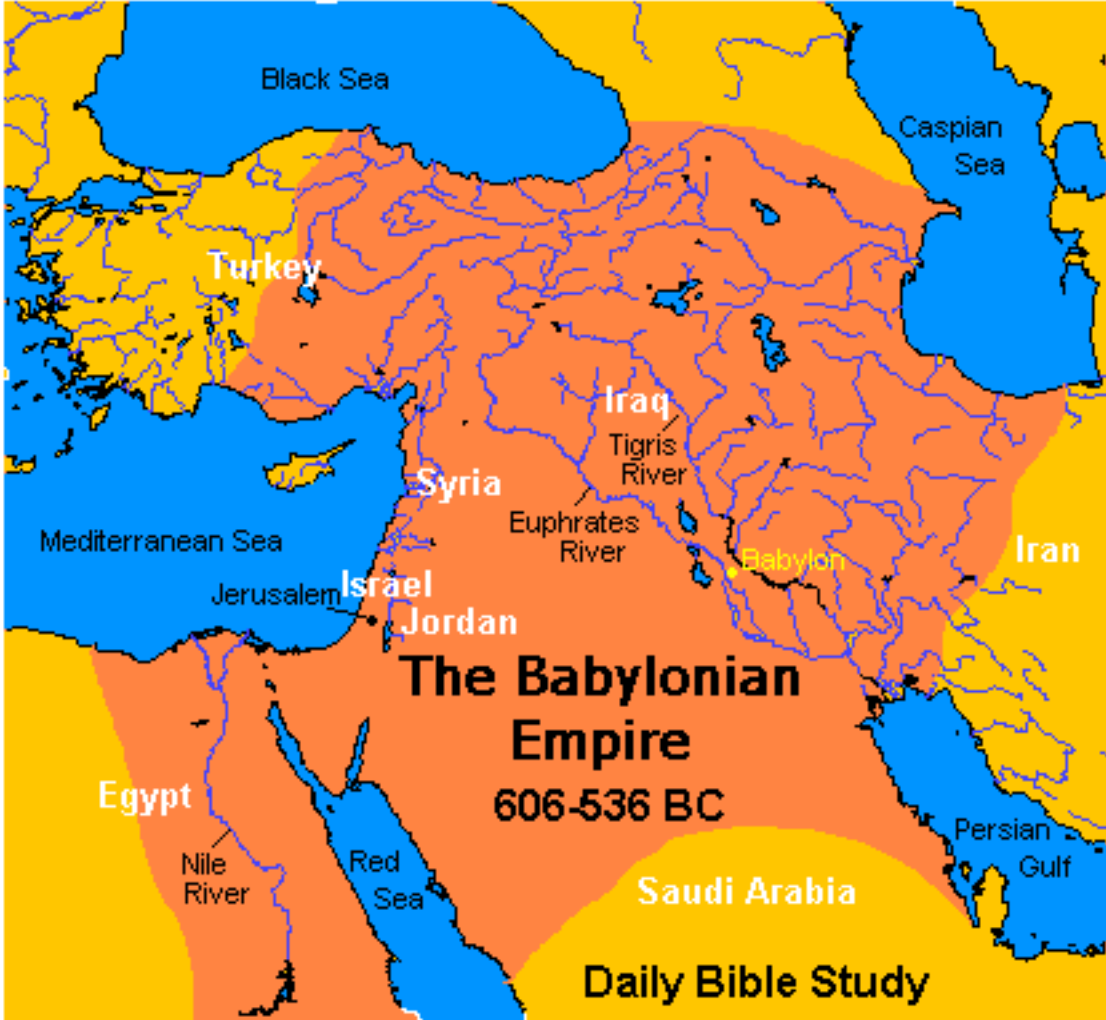 Black Sea
Caspian
Sea
Turkey
Iraq
Tigris
River
Syria
Euphrates
River
Mediterranean Sea
Iran
Babylon
Israel
Jerusalem
Jordan
The Babylonian
Empire
606-536 BC
Egypt
Nile
River
Red
Sea
Persian
Gulf
Saudi Arabia
Daily Bible Study